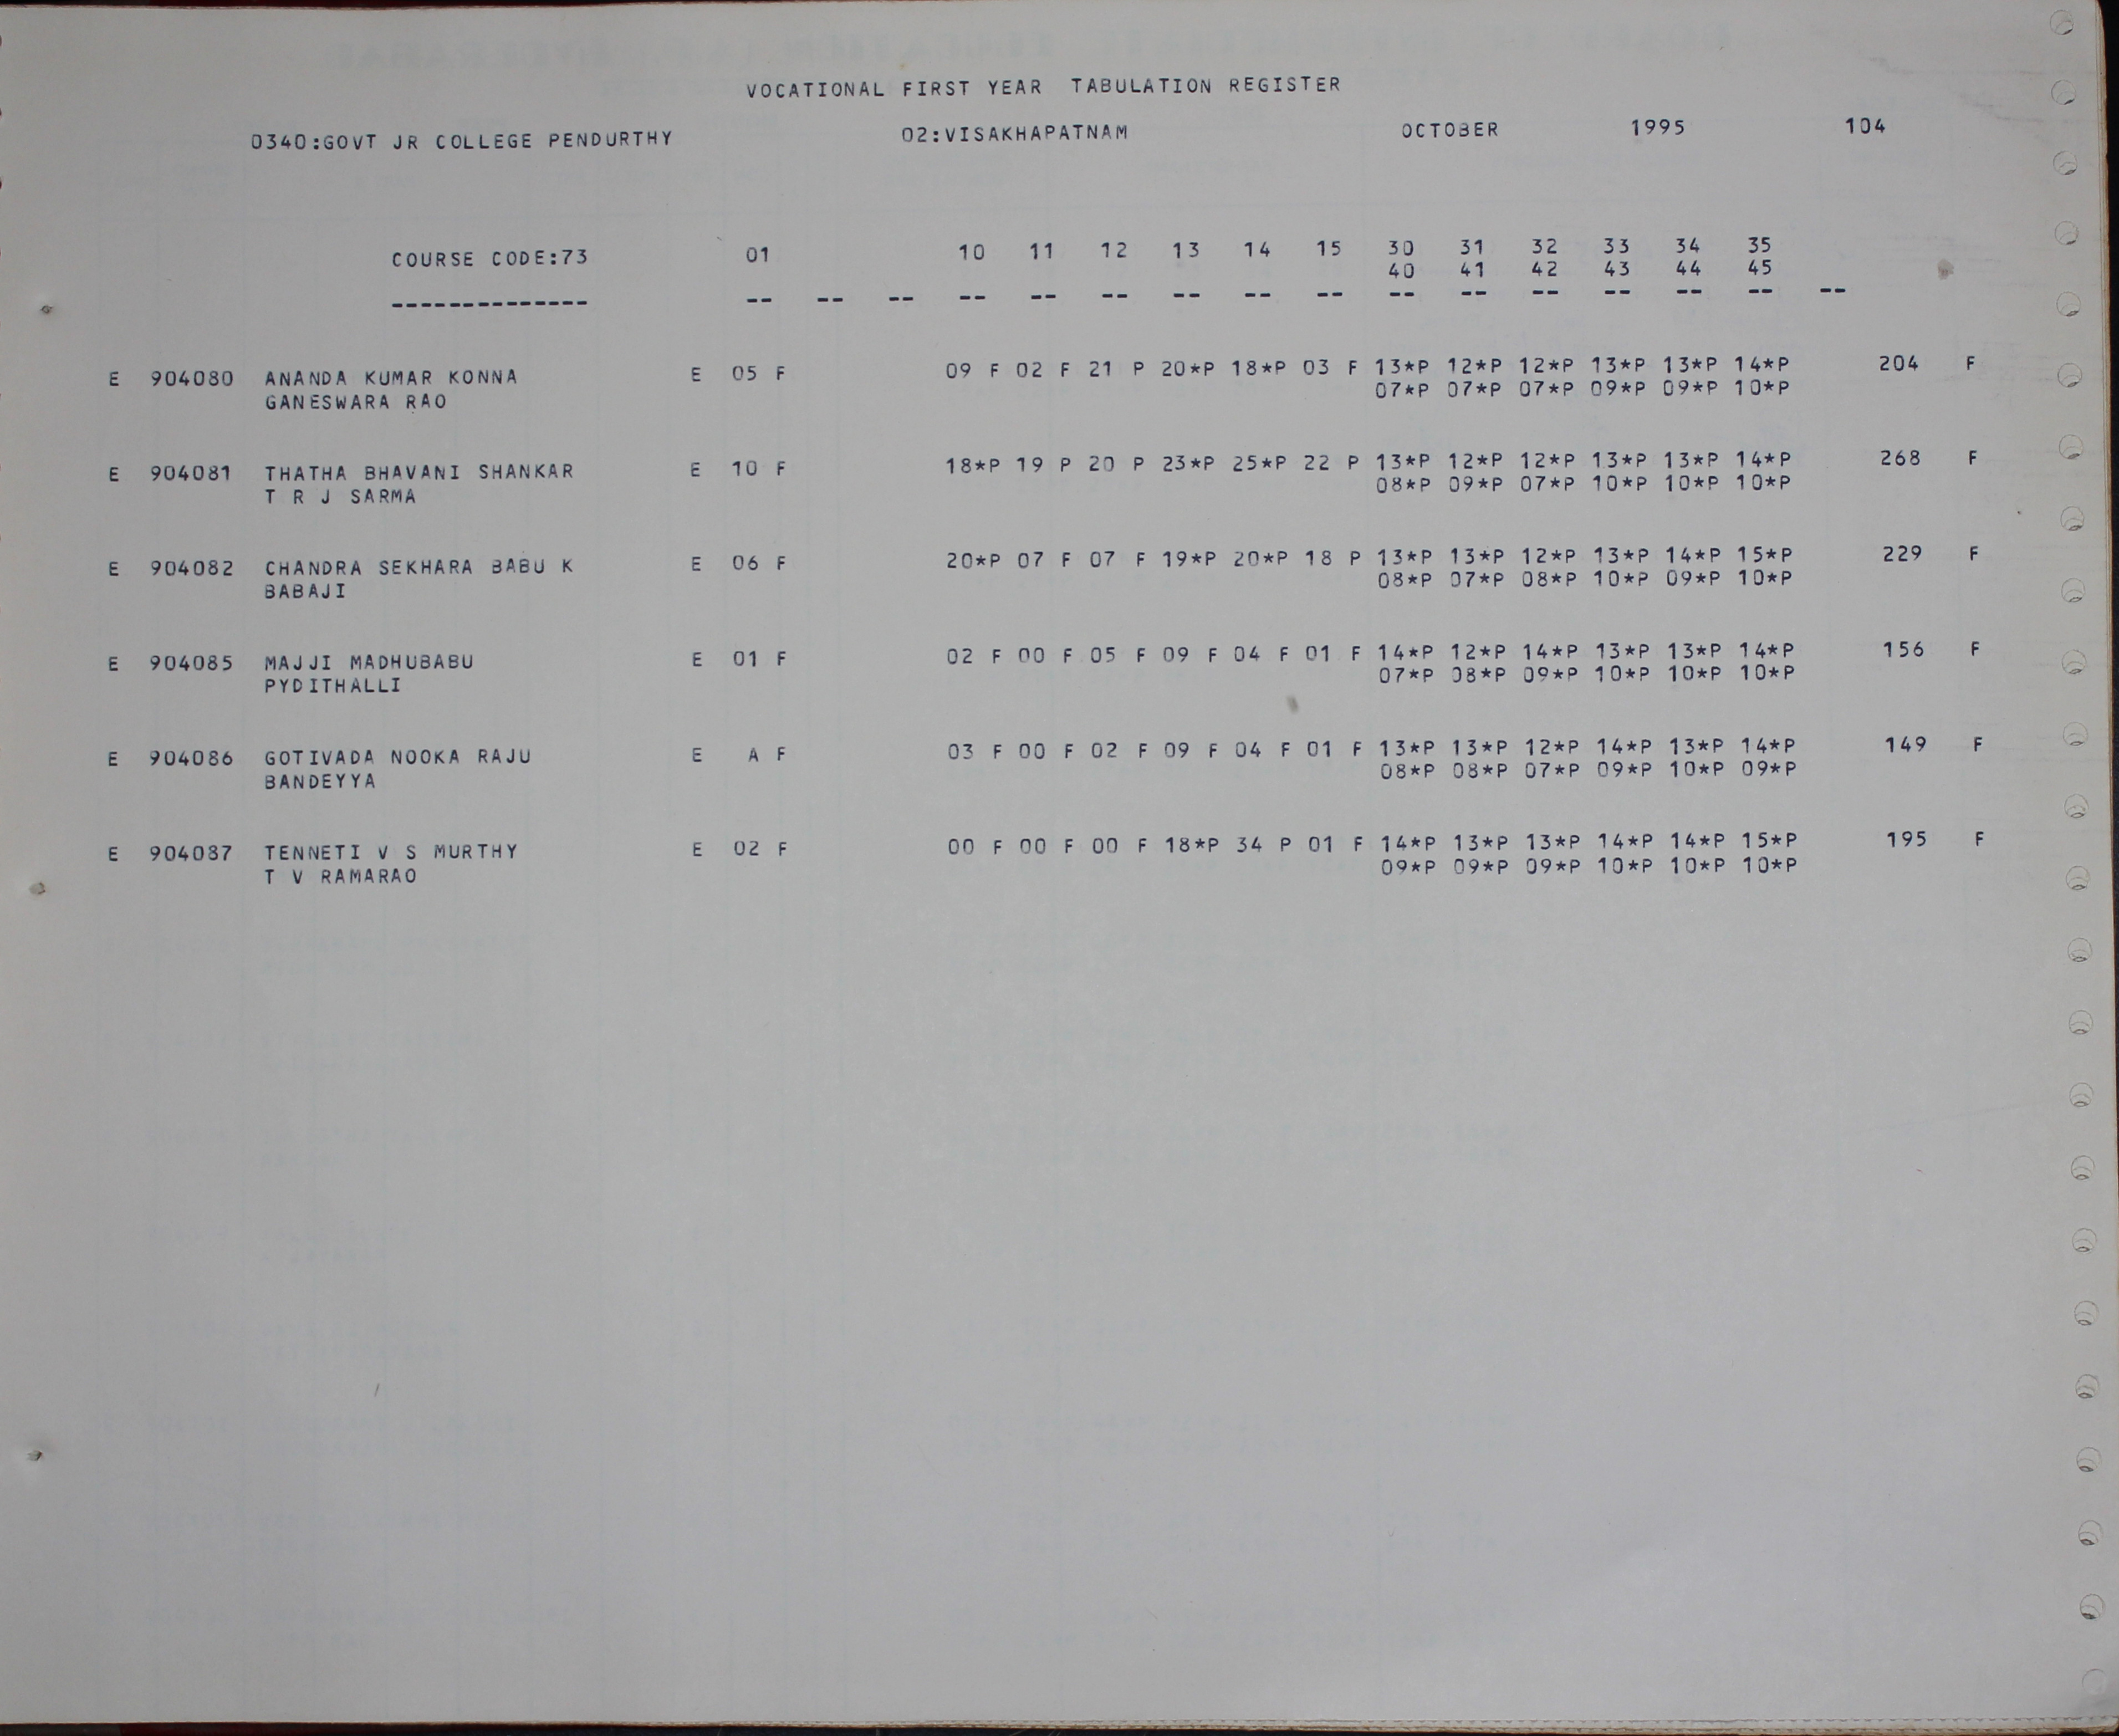 VOCATIONAL FIRST YEAR TABULATION REGISTER
0340:GOVT JR COLLEGE PENDURTHY 02:VISAKHAPATNAM OCTOBER 1995 104
COURSE CODE:73 01 10 11 12 13 14 15 30 31 32 33 34 35
40 41 42 43 44 45
-------------- -- -- -- -- -- -- -- -- -- -- -- -- -- -- -- --
E 904080 ANANDA KUMAR KONNA E 05 F 09 F 02 F 21 P 20*P 18*P 03 F 13*P 12*P 12*P 13*P 13*P 14*P 204 F
GANESWARA RAO 07*P 07*P 07*P 09*P 09*P 10*P
E 904081 THATHA BHAVANI SHANKAR E 10 F 18*P 19 P 20 P 23*P 25*P 22 P 13*P 12*P 12*P 13*P 13*P 14*P 268 F
T R J SARMA 08*P 09*P 07*P 10*P 10*P 10*P
E 904082 CHANDRA SEKHARA BABU K E 06 F 20*P 07 F 07 F 19*P 20*P 18 P 13*P 13*P 12*P 13*P 14*P 15*P 229 F
BABAJI 08*P 07*P 08*P 10*P 09*P 10*P
E 904085 MAJJI MADHUBABU E 01 F 02 F 00 F 05 F 09 F 04 F 01 F 14*P 12*P 14*P 13*P 13*P 14*P 156 F
PYDITHALLI 07*P 08*P 09*P 10*P 10*P 10*P
E 904086 GOTIVADA NOOKA RAJU E A F 03 F 00 F 02 F 09 F 04 F 01 F 13*P 13*P 12*P 14*P 13*P 14*P 149 F
BANDEYYA 08*P 08*P 07*P 09*P 10*P 09*P
E 904087 TENNETI V S MURTHY E 02 F 00 F 00 F 00 F 18*P 34 P 01 F 14*P 13*P 13*P 14*P 14*P 15*P 195 F
T V RAMARAO 09*P 09*P 09*P 10*P 10*P 10*P